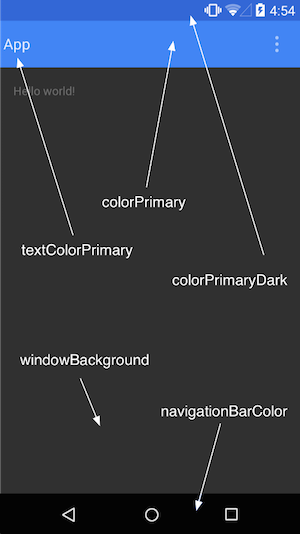 4:54
App
Hello world!
colorPrimary
textColorPrimary
colorPrimaryDark
windowBackground
navigationBarColor